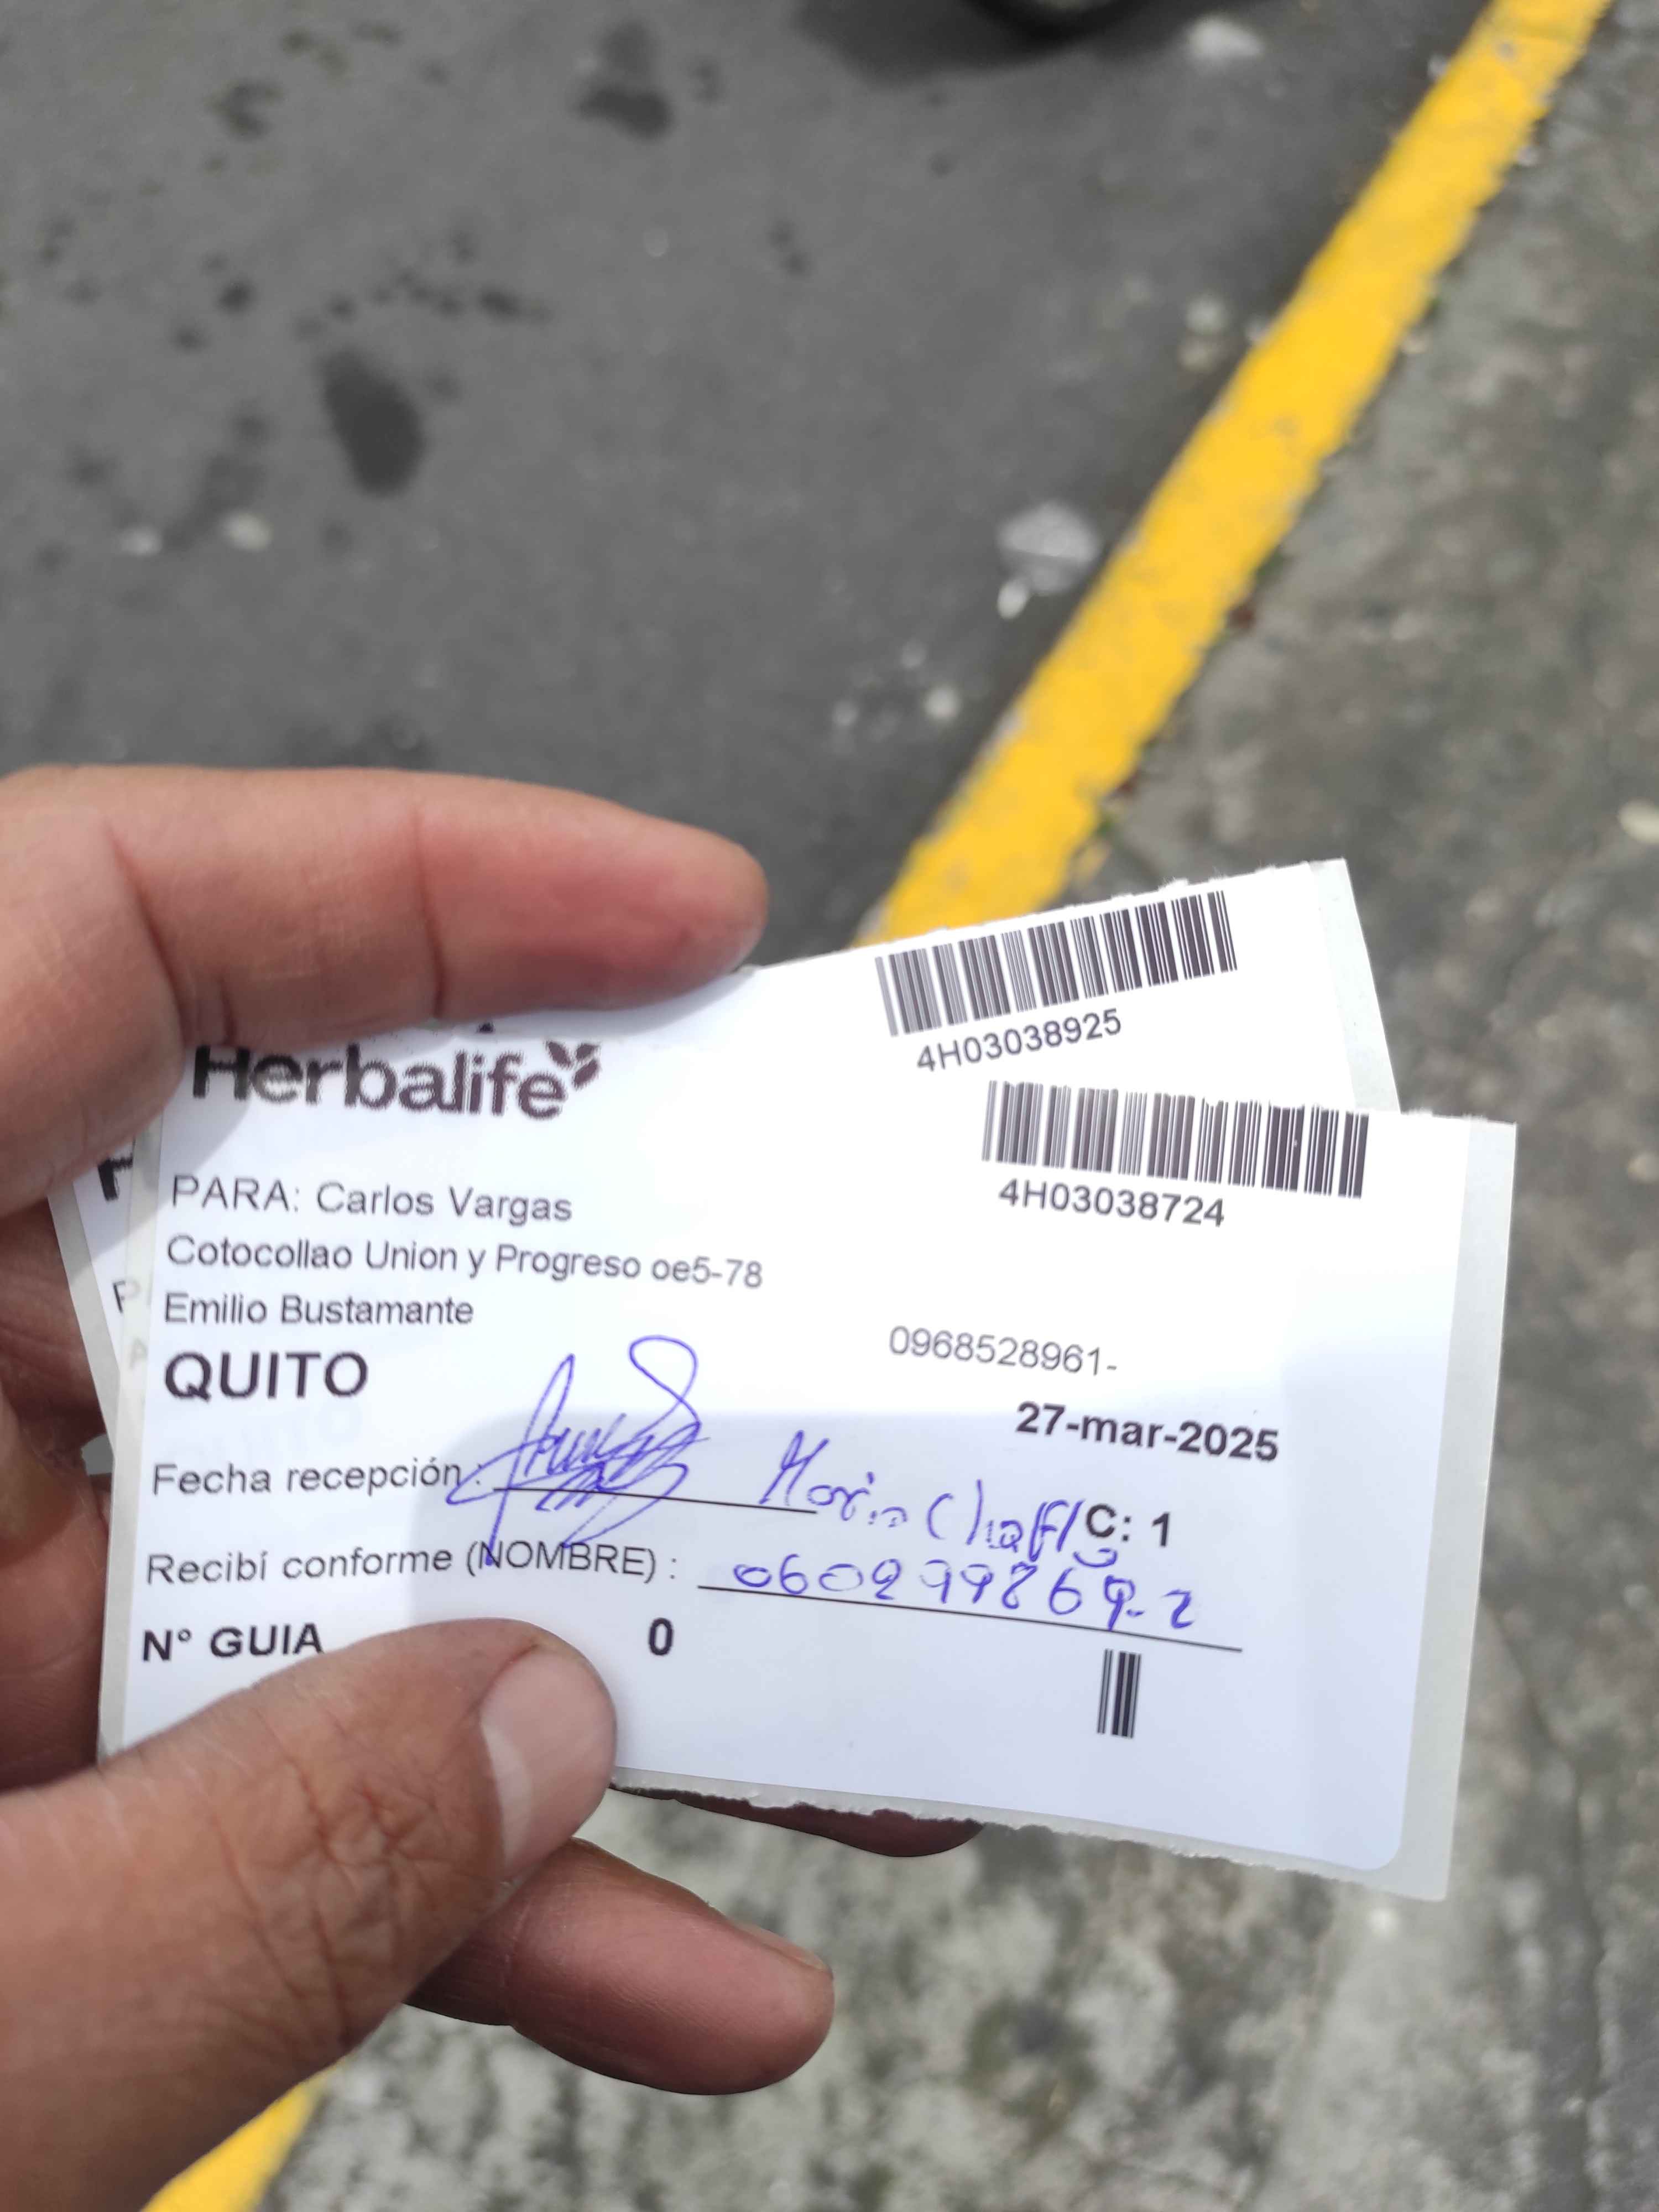 4H03038925
Herbalife
4H03038724
PARA: Carlos Vargas
Cotocollao Union y Progreso oe5-78
Emilio Bustamante
0968528961-
QUITO
27-mar-2025
Fecha recepción :
C: 1
Recibí conforme (NOMBRE) :
N° GUIA 0